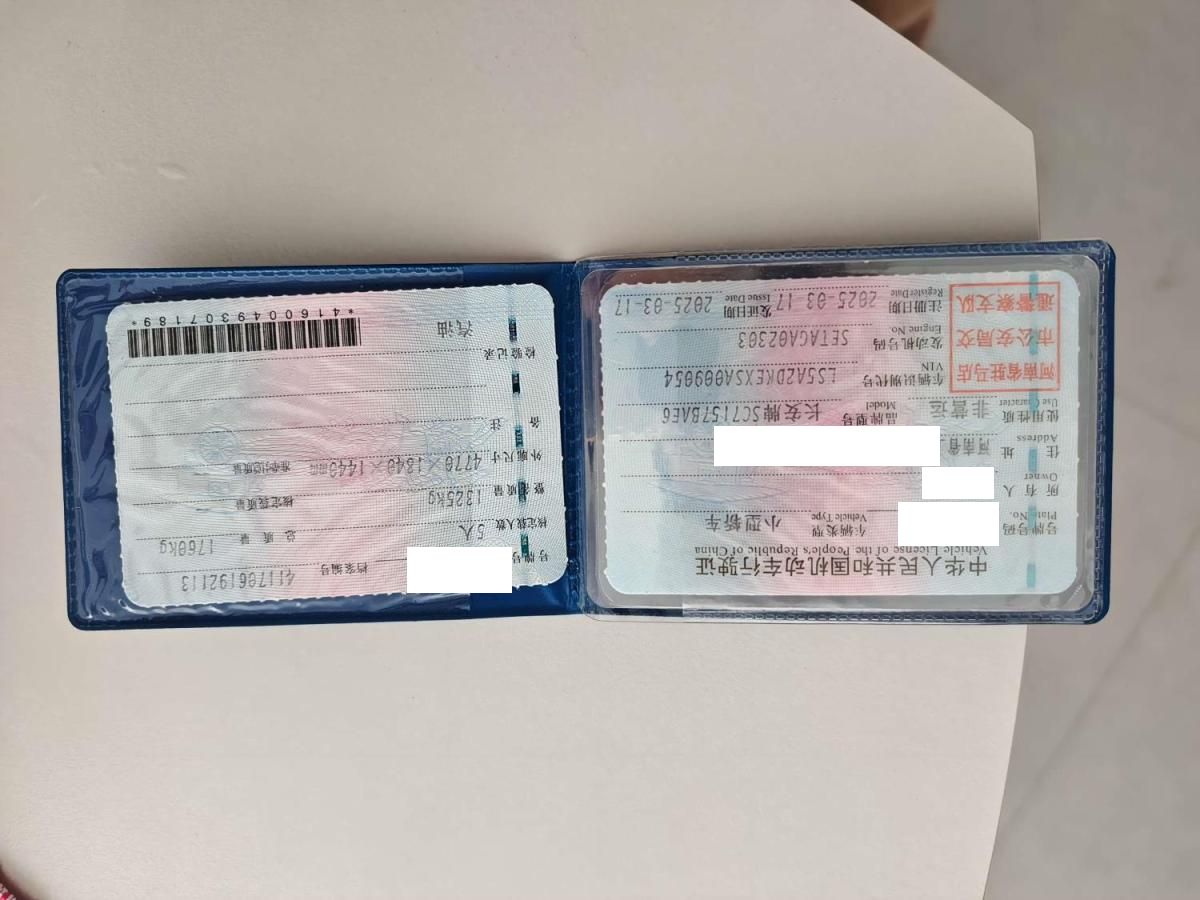 中华人民共和国机动车行驶证
Vehicle License of the People's Republic of China
号牌号码 Plate No. 车辆类型 Vehicle Type 小型轿车
所有人 Owner
住址 Address 河南省
使用性质 Use Character 非营运 品牌型号 Model 长安牌SC7157BAE6
河南省驻马店市公安局交通警察支队
车辆识别代号 VIN LS5A2DKEXSA009054
发动机号码 Engine No. SETAGA02303
注册日期 Register Date 2025-03-17 发证日期 Issue Date 2025-03-17
号牌号码 档案编号 411706192113
核定载人数 5人 总质量 1760kg
整备质量 1325kg 核定载质量
外廓尺寸 4770×1840×1440mm 准牵引总质量
备注
检验记录
汽油
*4160049307189*